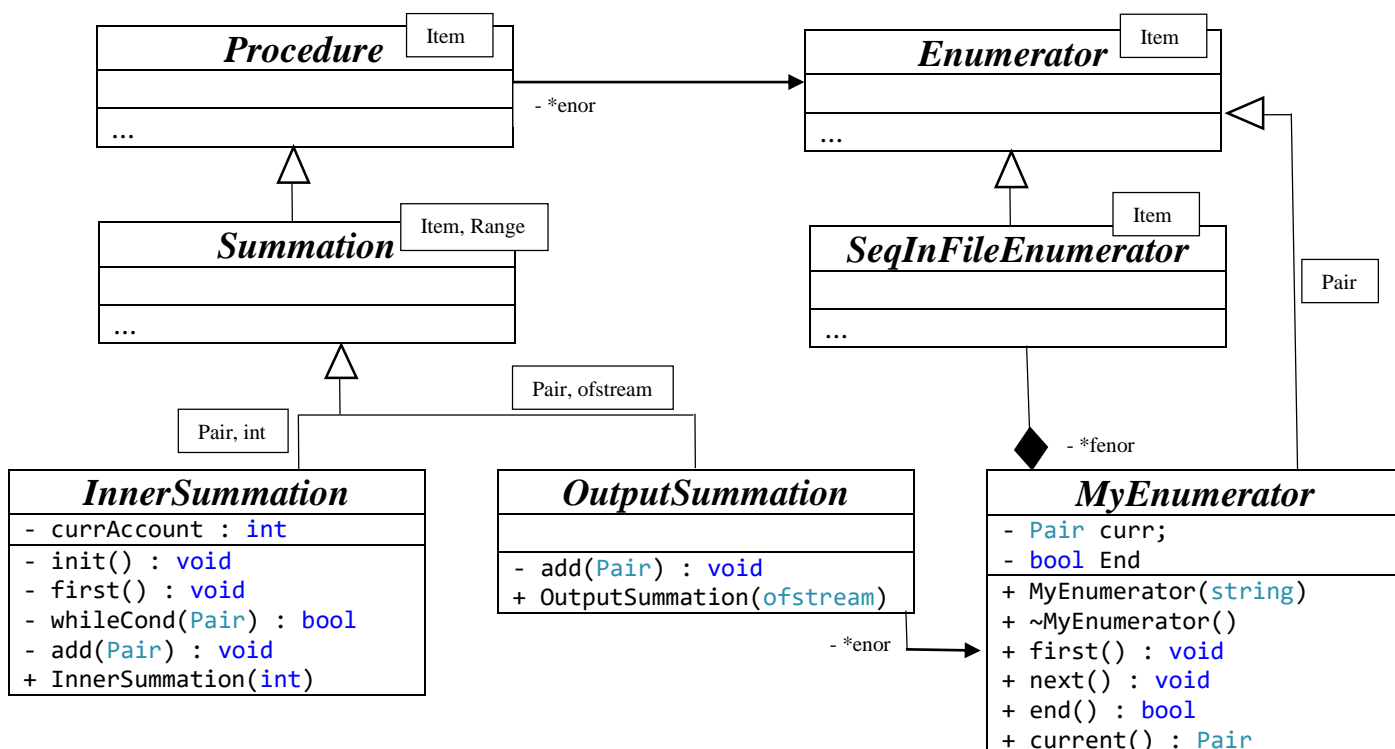 Procedure
Item
...
- *enor
Enumerator
Item
...
Summation
Item, Range
...
SeqInFileEnumerator
Item
...
Pair
Pair, int
Pair, ofstream
- *fenor
InnerSummation
- currAccount : int
- init() : void
- first() : void
- whileCond(Pair) : bool
- add(Pair) : void
+ InnerSummation(int)
OutputSummation
- add(Pair) : void
+ OutputSummation(ofstream)
- *enor
MyEnumerator
- Pair curr;
- bool End
+ MyEnumerator(string)
+ ~MyEnumerator()
+ first() : void
+ next() : void
+ end() : bool
+ current() : Pair